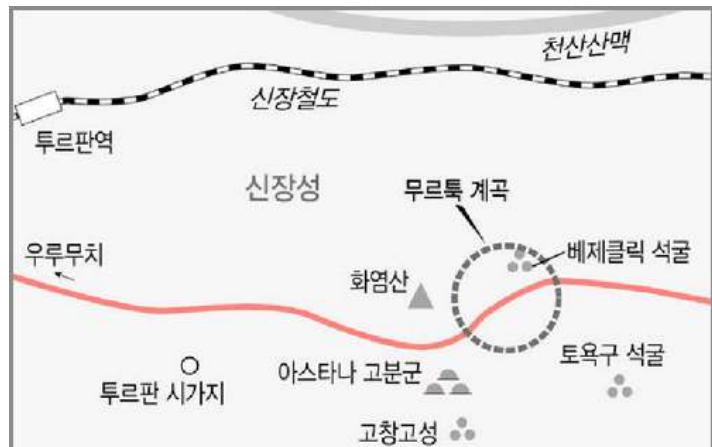 천산산맥
신장철도
투르판역
신장성
무르툭 계곡
우루무치
베제클릭 석굴
화염산
토욕구 석굴
아스타나 고분군
투르판 시가지
고창고성